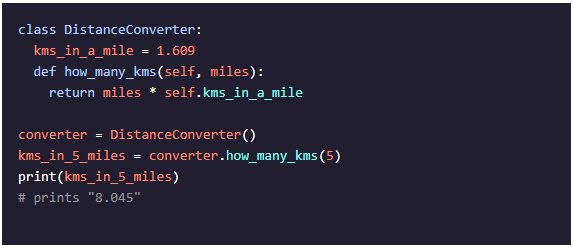 class DistanceConverter:
  kms_in_a_mile = 1.609
  def how_many_kms(self, miles):
    return miles * self.kms_in_a_mile

converter = DistanceConverter()
kms_in_5_miles = converter.how_many_kms(5)
print(kms_in_5_miles)
# prints "8.045"